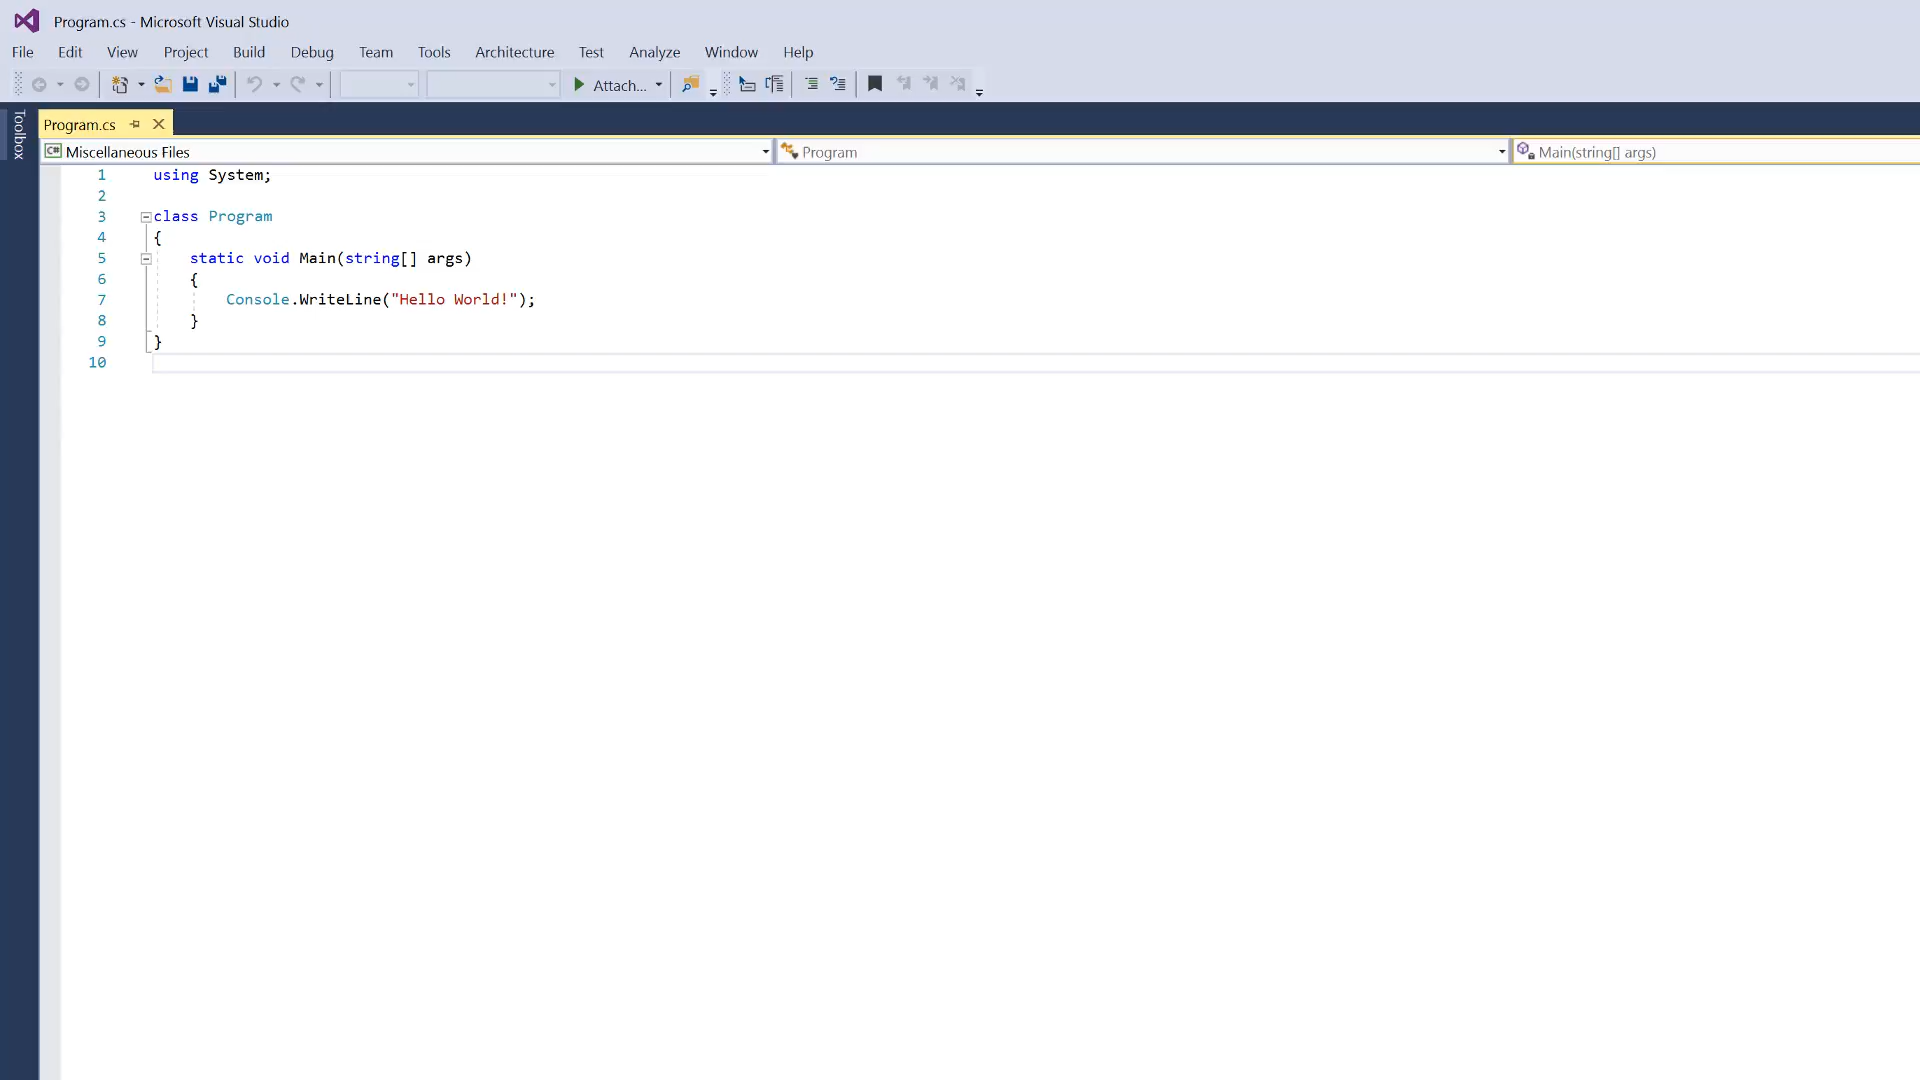 Program.cs - Microsoft Visual Studio
File Edit View Project Build Debug Team Tools Architecture Test Analyze Window Help
Attach...
Toolbox
Program.cs
C# Miscellaneous Files Program Main(string[] args)
1 using System;
2
3 class Program
4 {
5     static void Main(string[] args)
6     {
7         Console.WriteLine("Hello World!");
8     }
9 }
10